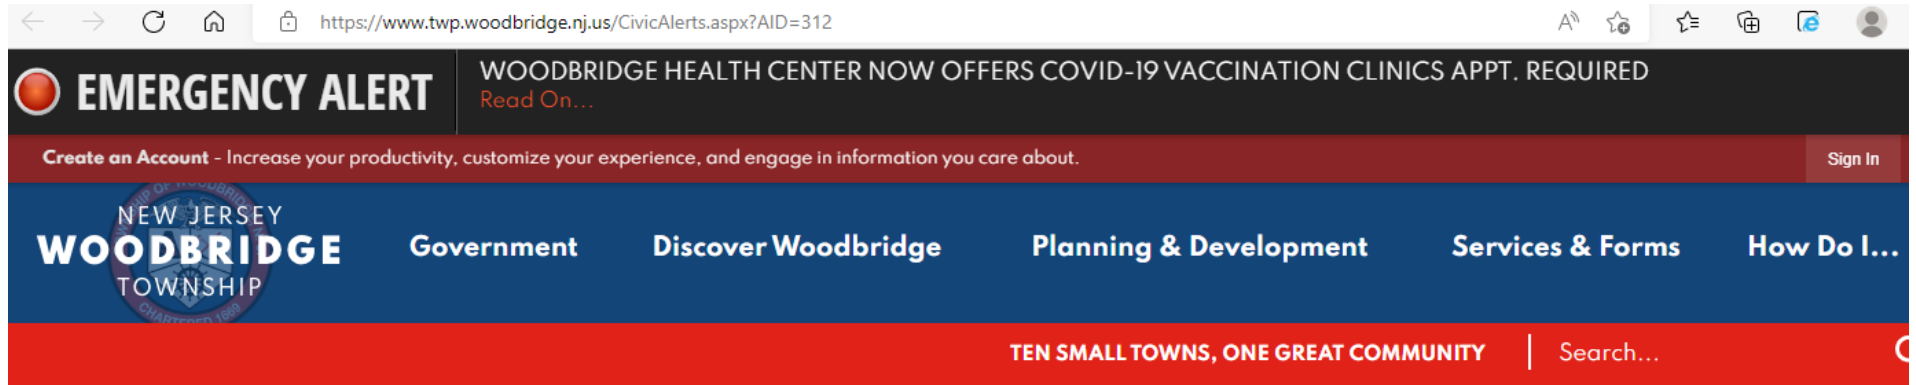 https://www.twp.woodbridge.nj.us/CivicAlerts.aspx?AID=312
EMERGENCY ALERT
WOODBRIDGE HEALTH CENTER NOW OFFERS COVID-19 VACCINATION CLINICS APPT. REQUIRED
Read On...
Create an Account - Increase your productivity, customize your experience, and engage in information you care about.
Sign In
NEW JERSEY
WOODBRIDGE
TOWNSHIP
CHARTERED 1669
Government
Discover Woodbridge
Planning & Development
Services & Forms
How Do I...
TEN SMALL TOWNS, ONE GREAT COMMUNITY
Search...